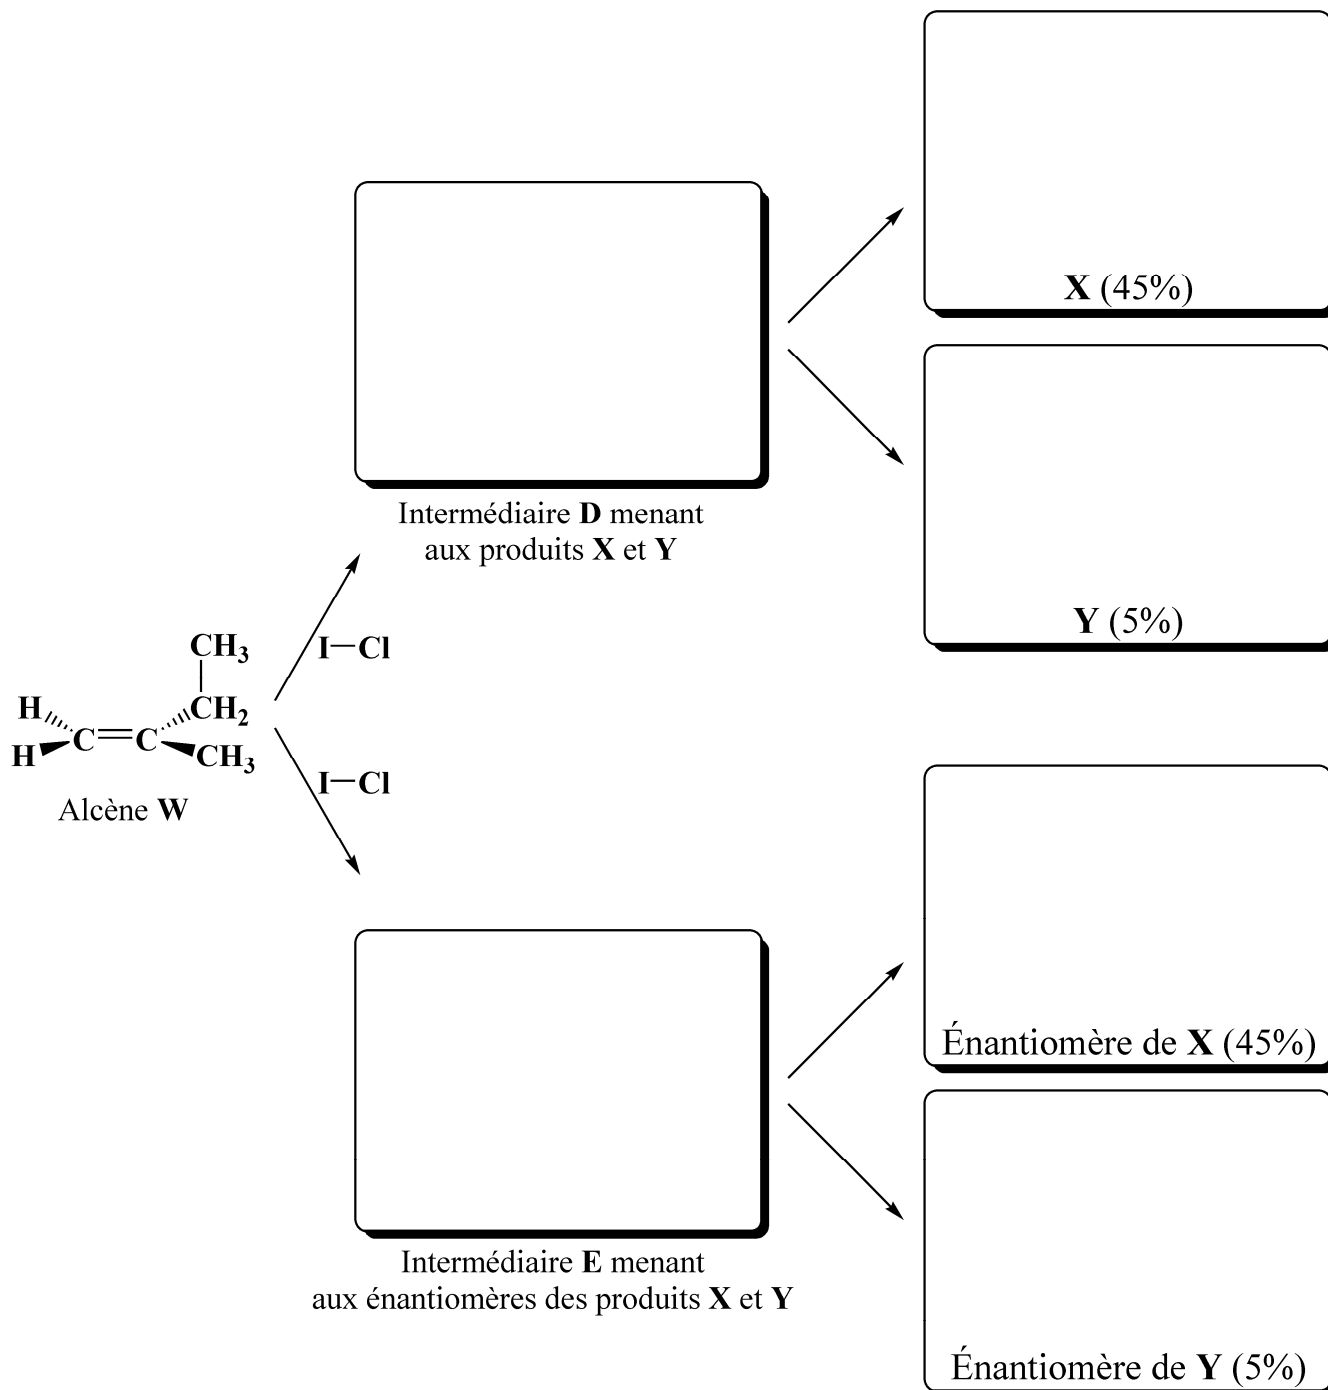 X (45%)
Y (5%)
Intermédiaire D menant
aux produits X et Y
I—Cl
CH3
H
CH2
C
C
H
CH3
Alcène W
I—Cl
Énantiomère de X (45%)
Intermédiaire E menant
aux énantiomères des produits X et Y
Énantiomère de Y (5%)